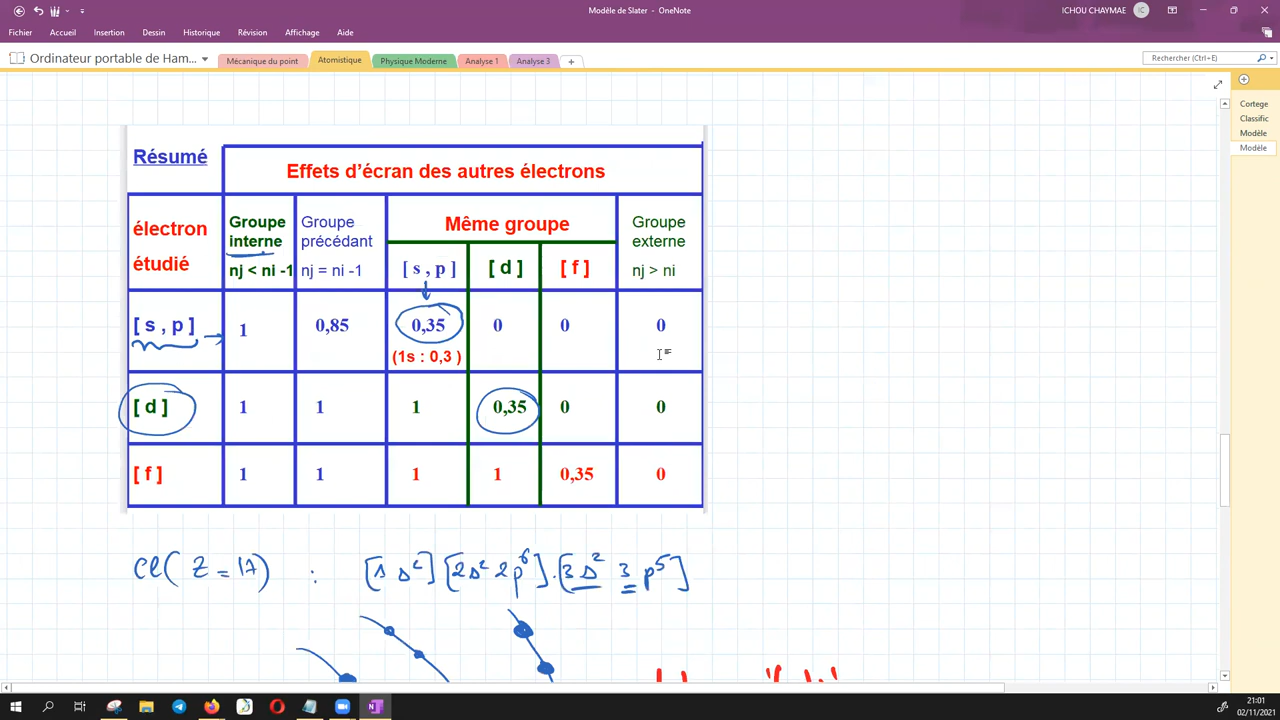 Modèle de Slater - OneNote
ICHOU CHAYMAE
IC
Fichier Accueil Insertion Dessin Historique Révision Affichage Aide
Ordinateur portable de Ham...
Mécanique du point
Atomistique
Physique Moderne
Analyse 1
Analyse 3
Rechercher (Ctrl+E)
Cortege
Classific
Modèle
Modèle
Résumé
Effets d'écran des autres électrons
électron étudié
Groupe interne
nj < ni -1
Groupe précédant
nj = ni -1
Même groupe
[ s , p ] [ d ] [ f ]
Groupe externe
nj > ni
[ s , p ] 1 0,85 0,35 0 0 0
(1s : 0,3 )
[ d ] 1 1 1 0,35 0 0
[ f ] 1 1 1 1 0,35 0
Cl( Z = 17) : [1s²] [2s² 2p⁶].[3s² 3p⁵]
21:01
02/11/2021